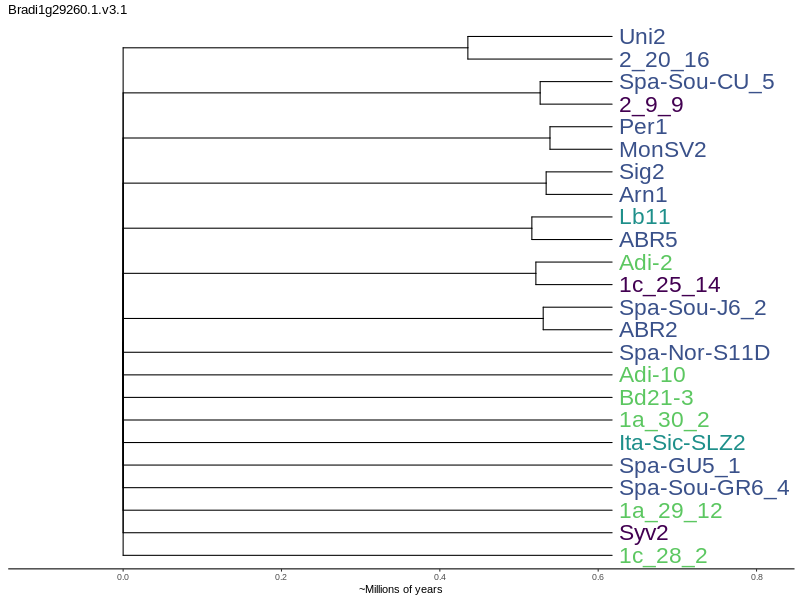 Bradi1g29260.1.v3.1
Uni2
2_20_16
Spa-Sou-CU_5
2_9_9
Per1
MonSV2
Sig2
Arn1
Lb11
ABR5
Adi-2
1c_25_14
Spa-Sou-J6_2
ABR2
Spa-Nor-S11D
Adi-10
Bd21-3
1a_30_2
Ita-Sic-SLZ2
Spa-GU5_1
Spa-Sou-GR6_4
1a_29_12
Syv2
1c_28_2
0.0 0.2 0.4 0.6 0.8
~Millions of years